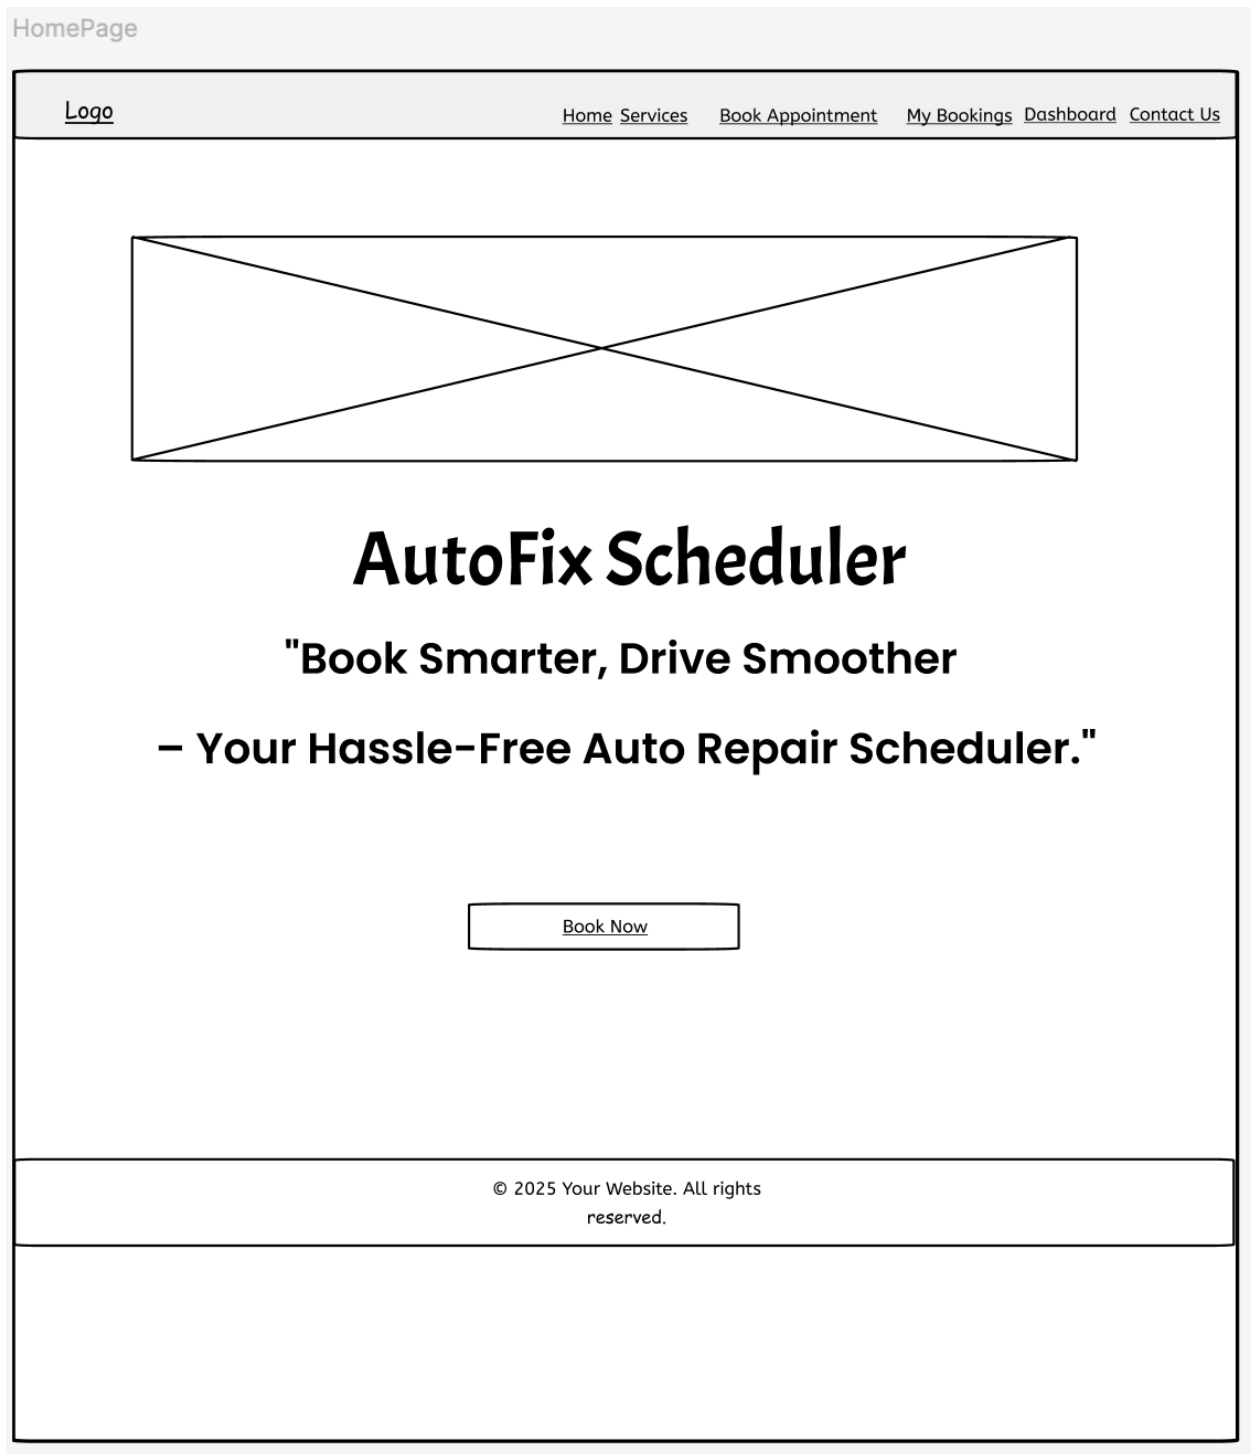 HomePage
Logo
Home Services Book Appointment My Bookings Dashboard Contact Us
AutoFix Scheduler
"Book Smarter, Drive Smoother
– Your Hassle-Free Auto Repair Scheduler."
Book Now
© 2025 Your Website. All rights
reserved.